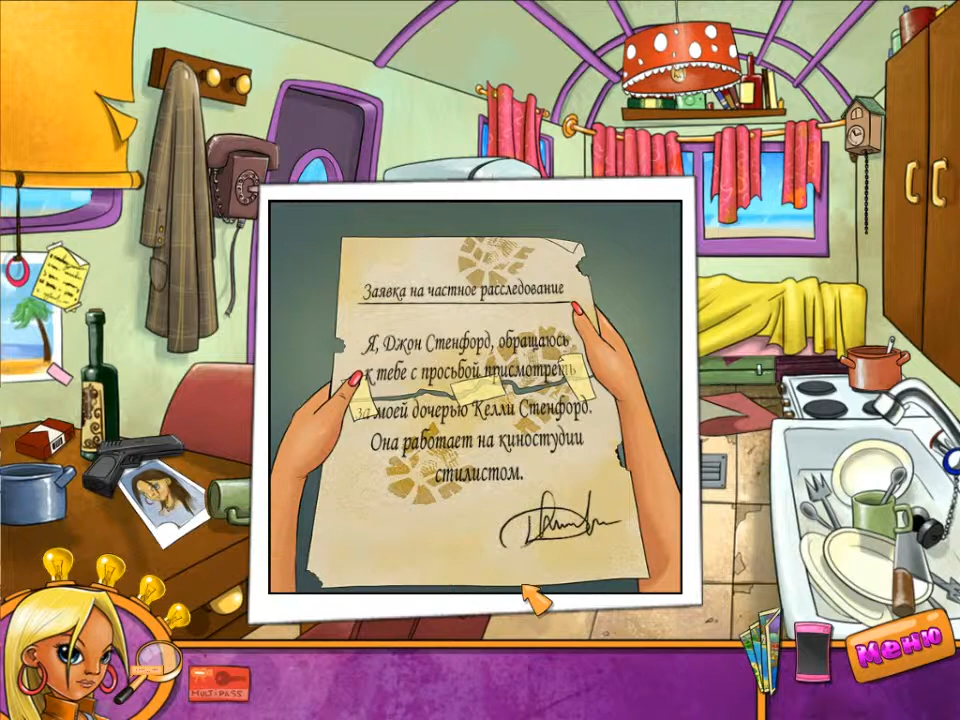 Заявка на частное расследование
Я, Джон Стенфорд, обращаюсь
к тебе с просьбой присмотреть
за моей дочерью Келли Стенфорд.
Она работает на киностудии
стилистом.
MULTIPASS
Меню